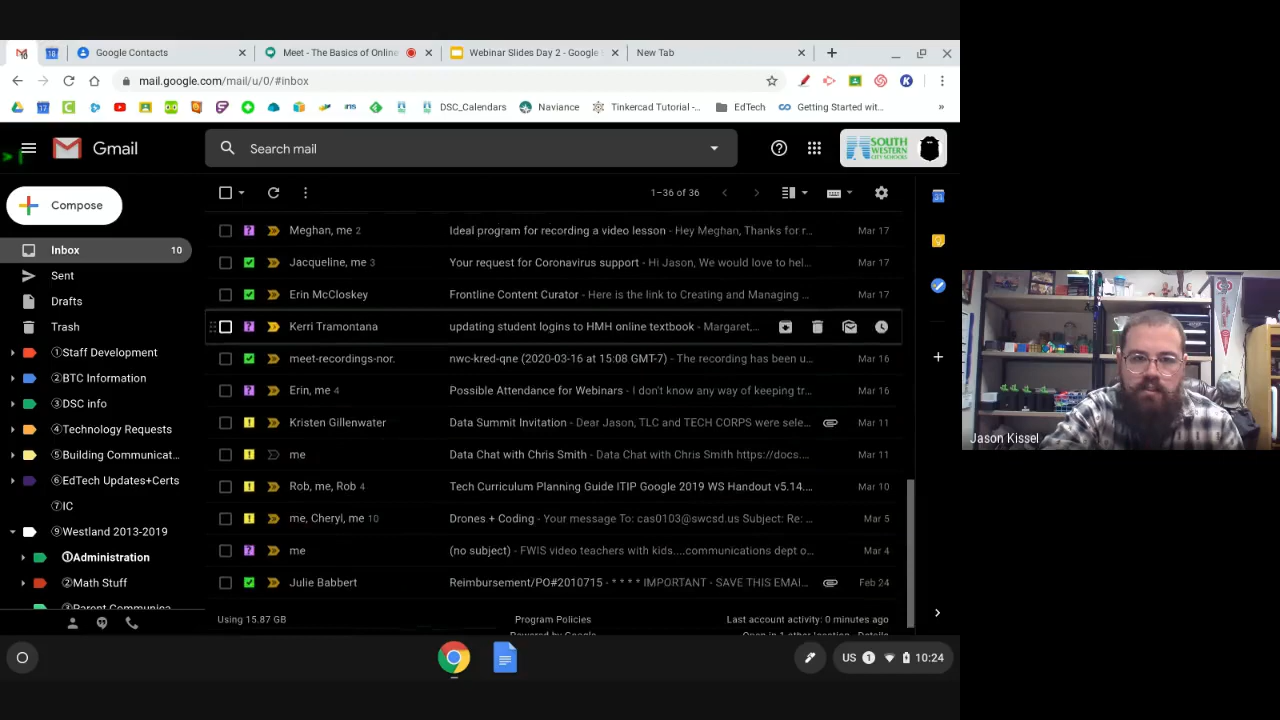 Google Contacts
Meet - The Basics of Online
Webinar Slides Day 2 - Google
New Tab
mail.google.com/mail/u/0/#inbox
DSC_Calendars
Naviance
Tinkercad Tutorial -...
EdTech
Getting Started wit...
»
Gmail
Search mail
SOUTH WESTERN CITY SCHOOLS
Compose
1–36 of 36
Inbox 10
Sent
Drafts
Trash
①Staff Development
②BTC Information
③DSC info
④Technology Requests
⑤Building Communicat...
⑥EdTech Updates+Certs
⑦IC
⑨Westland 2013-2019
①Administration
②Math Stuff
③Parent Communica
Meghan, me 2 Ideal program for recording a video lesson - Hey Meghan, Thanks for r... Mar 17
Jacqueline, me 3 Your request for Coronavirus support - Hi Jason, We would love to hel... Mar 17
Erin McCloskey Frontline Content Curator - Here is the link to Creating and Managing ... Mar 17
Kerri Tramontana updating student logins to HMH online textbook - Margaret,...
meet-recordings-nor. nwc-kred-qne (2020-03-16 at 15:08 GMT-7) - The recording has been u... Mar 16
Erin, me 4 Possible Attendance for Webinars - I don't know any way of keeping tr... Mar 16
Kristen Gillenwater Data Summit Invitation - Dear Jason, TLC and TECH CORPS were sele... Mar 11
me Data Chat with Chris Smith - Data Chat with Chris Smith https://docs.... Mar 11
Rob, me, Rob 4 Tech Curriculum Planning Guide ITIP Google 2019 WS Handout v5.14.... Mar 10
me, Cheryl, me 10 Drones + Coding - Your message To: cas0103@swcsd.us Subject: Re: ... Mar 5
me (no subject) - FWIS video teachers with kids....communications dept o... Mar 4
Julie Babbert Reimbursement/PO#2010715 - * * * * IMPORTANT - SAVE THIS EMAI... Feb 24
Using 15.87 GB
Program Policies
Powered by Google
Last account activity: 0 minutes ago
Open in 1 other location Details
US 1 10:24
Jason Kissel